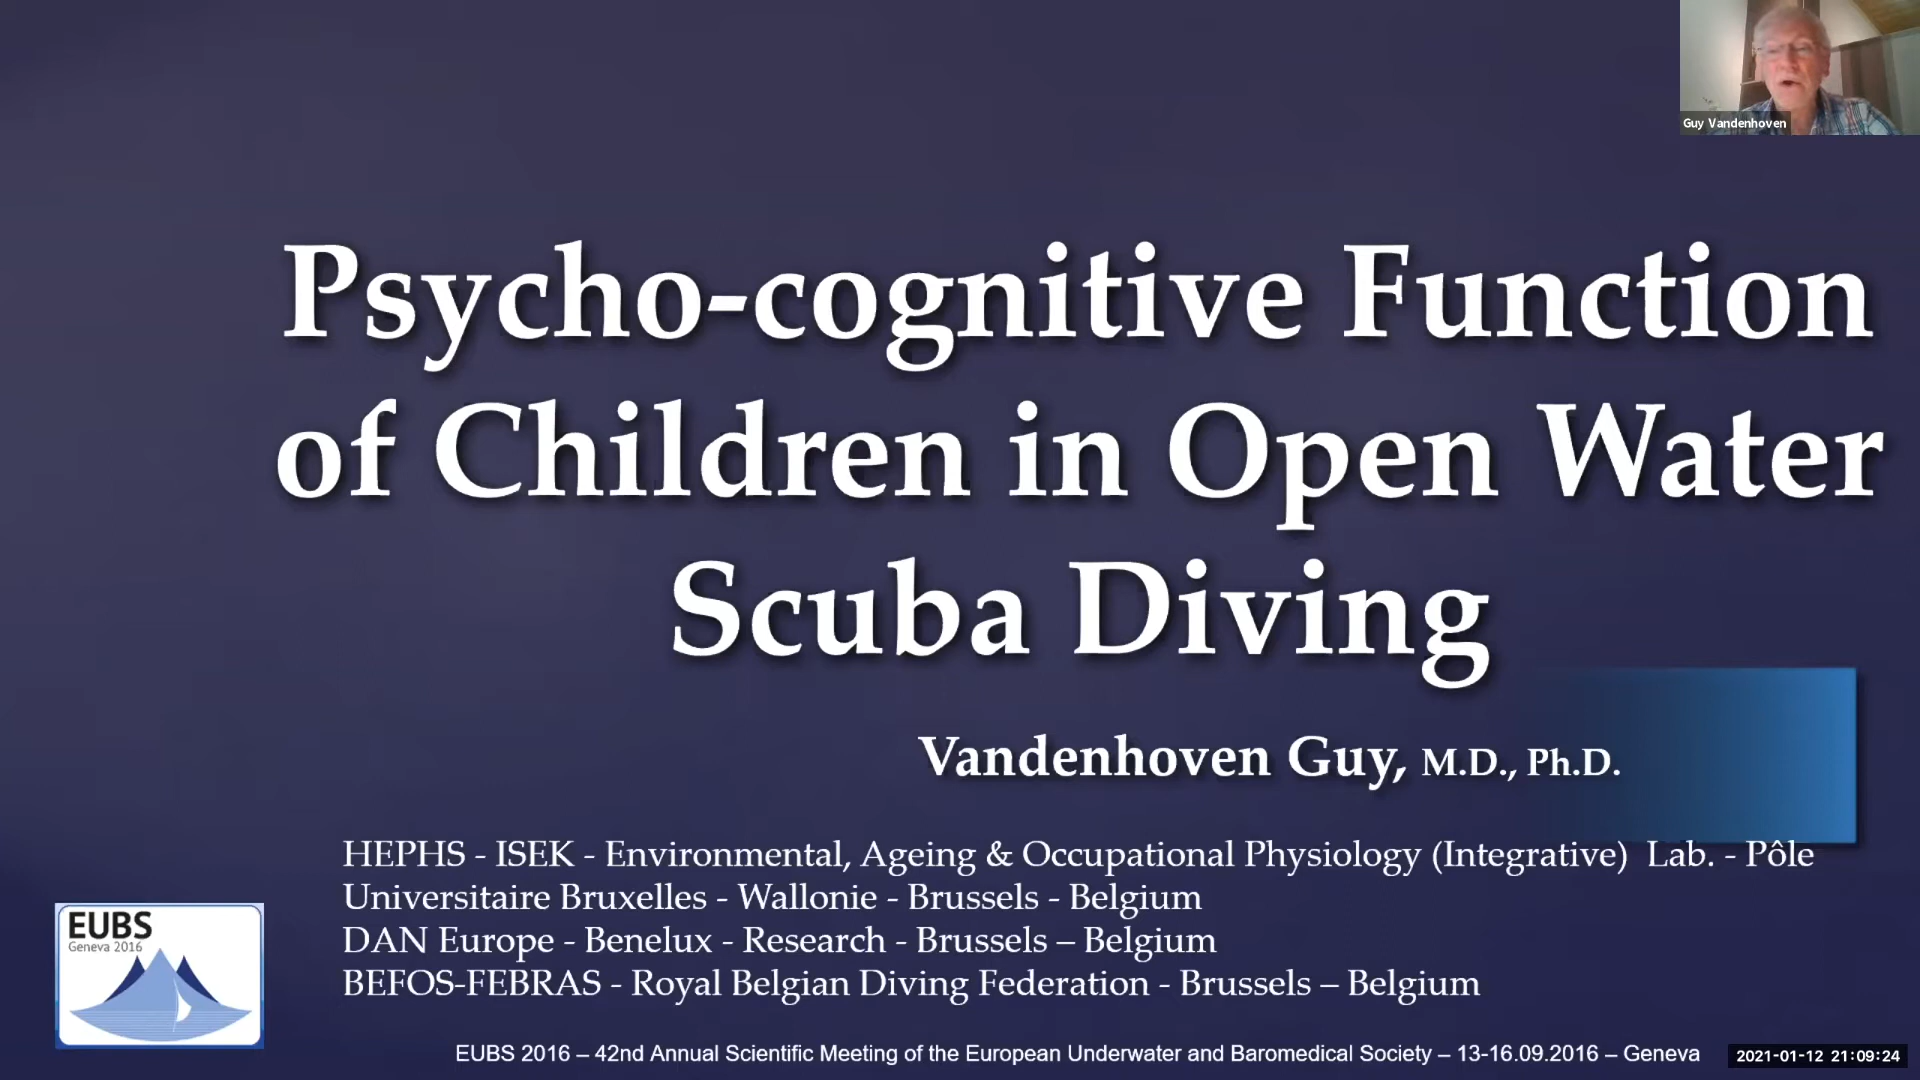 Guy Vandenhoven
Psycho-cognitive Function
of Children in Open Water
Scuba Diving
Vandenhoven Guy, M.D., Ph.D.
HEPHS - ISEK - Environmental, Ageing & Occupational Physiology (Integrative) Lab. - Pôle
Universitaire Bruxelles - Wallonie - Brussels - Belgium
DAN Europe - Benelux - Research - Brussels – Belgium
BEFOS-FEBRAS - Royal Belgian Diving Federation - Brussels – Belgium
EUBS
Geneva 2016
EUBS 2016 – 42nd Annual Scientific Meeting of the European Underwater and Baromedical Society – 13-16.09.2016 – Geneva
2021-01-12 21:09:24